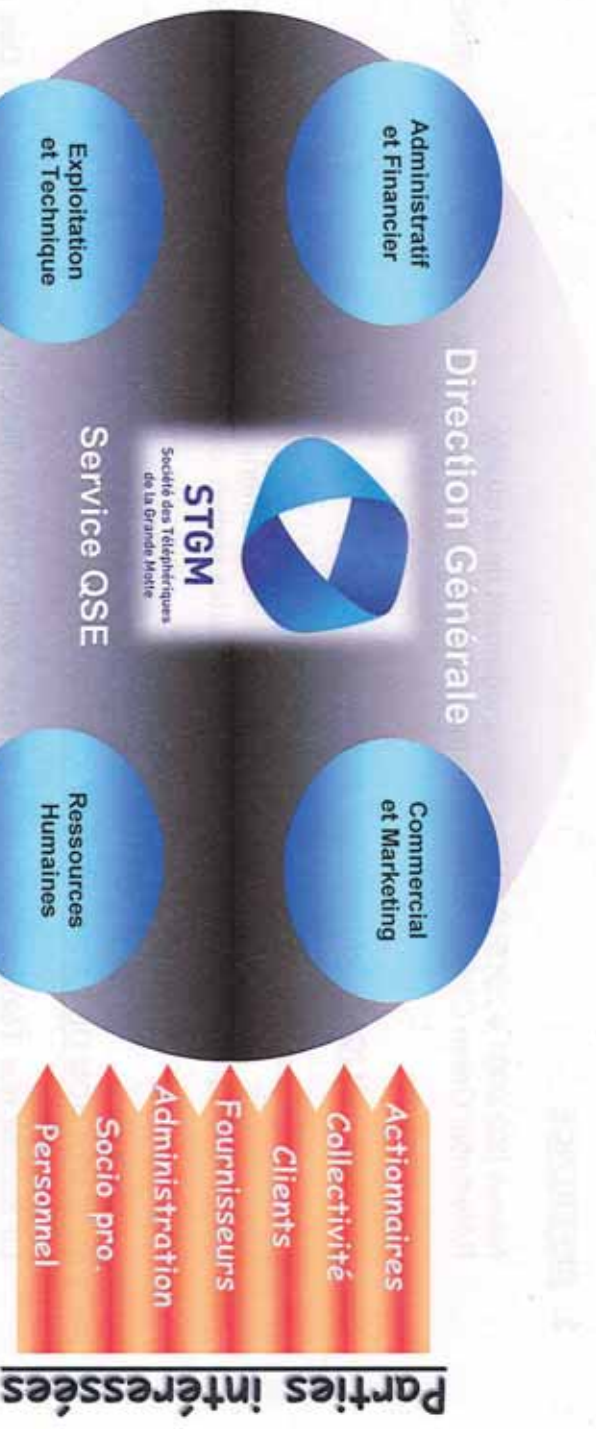 Direction Générale
Administratif
et Financier
Commercial
et Marketing
STGM
Société des Téléphériques
de la Grande Motte
Service QSE
Exploitation
et Technique
Ressources
Humaines
Actionnaires
Collectivité
Clients
Fournisseurs
Administration
Socio pro.
Personnel
Parties intéressées